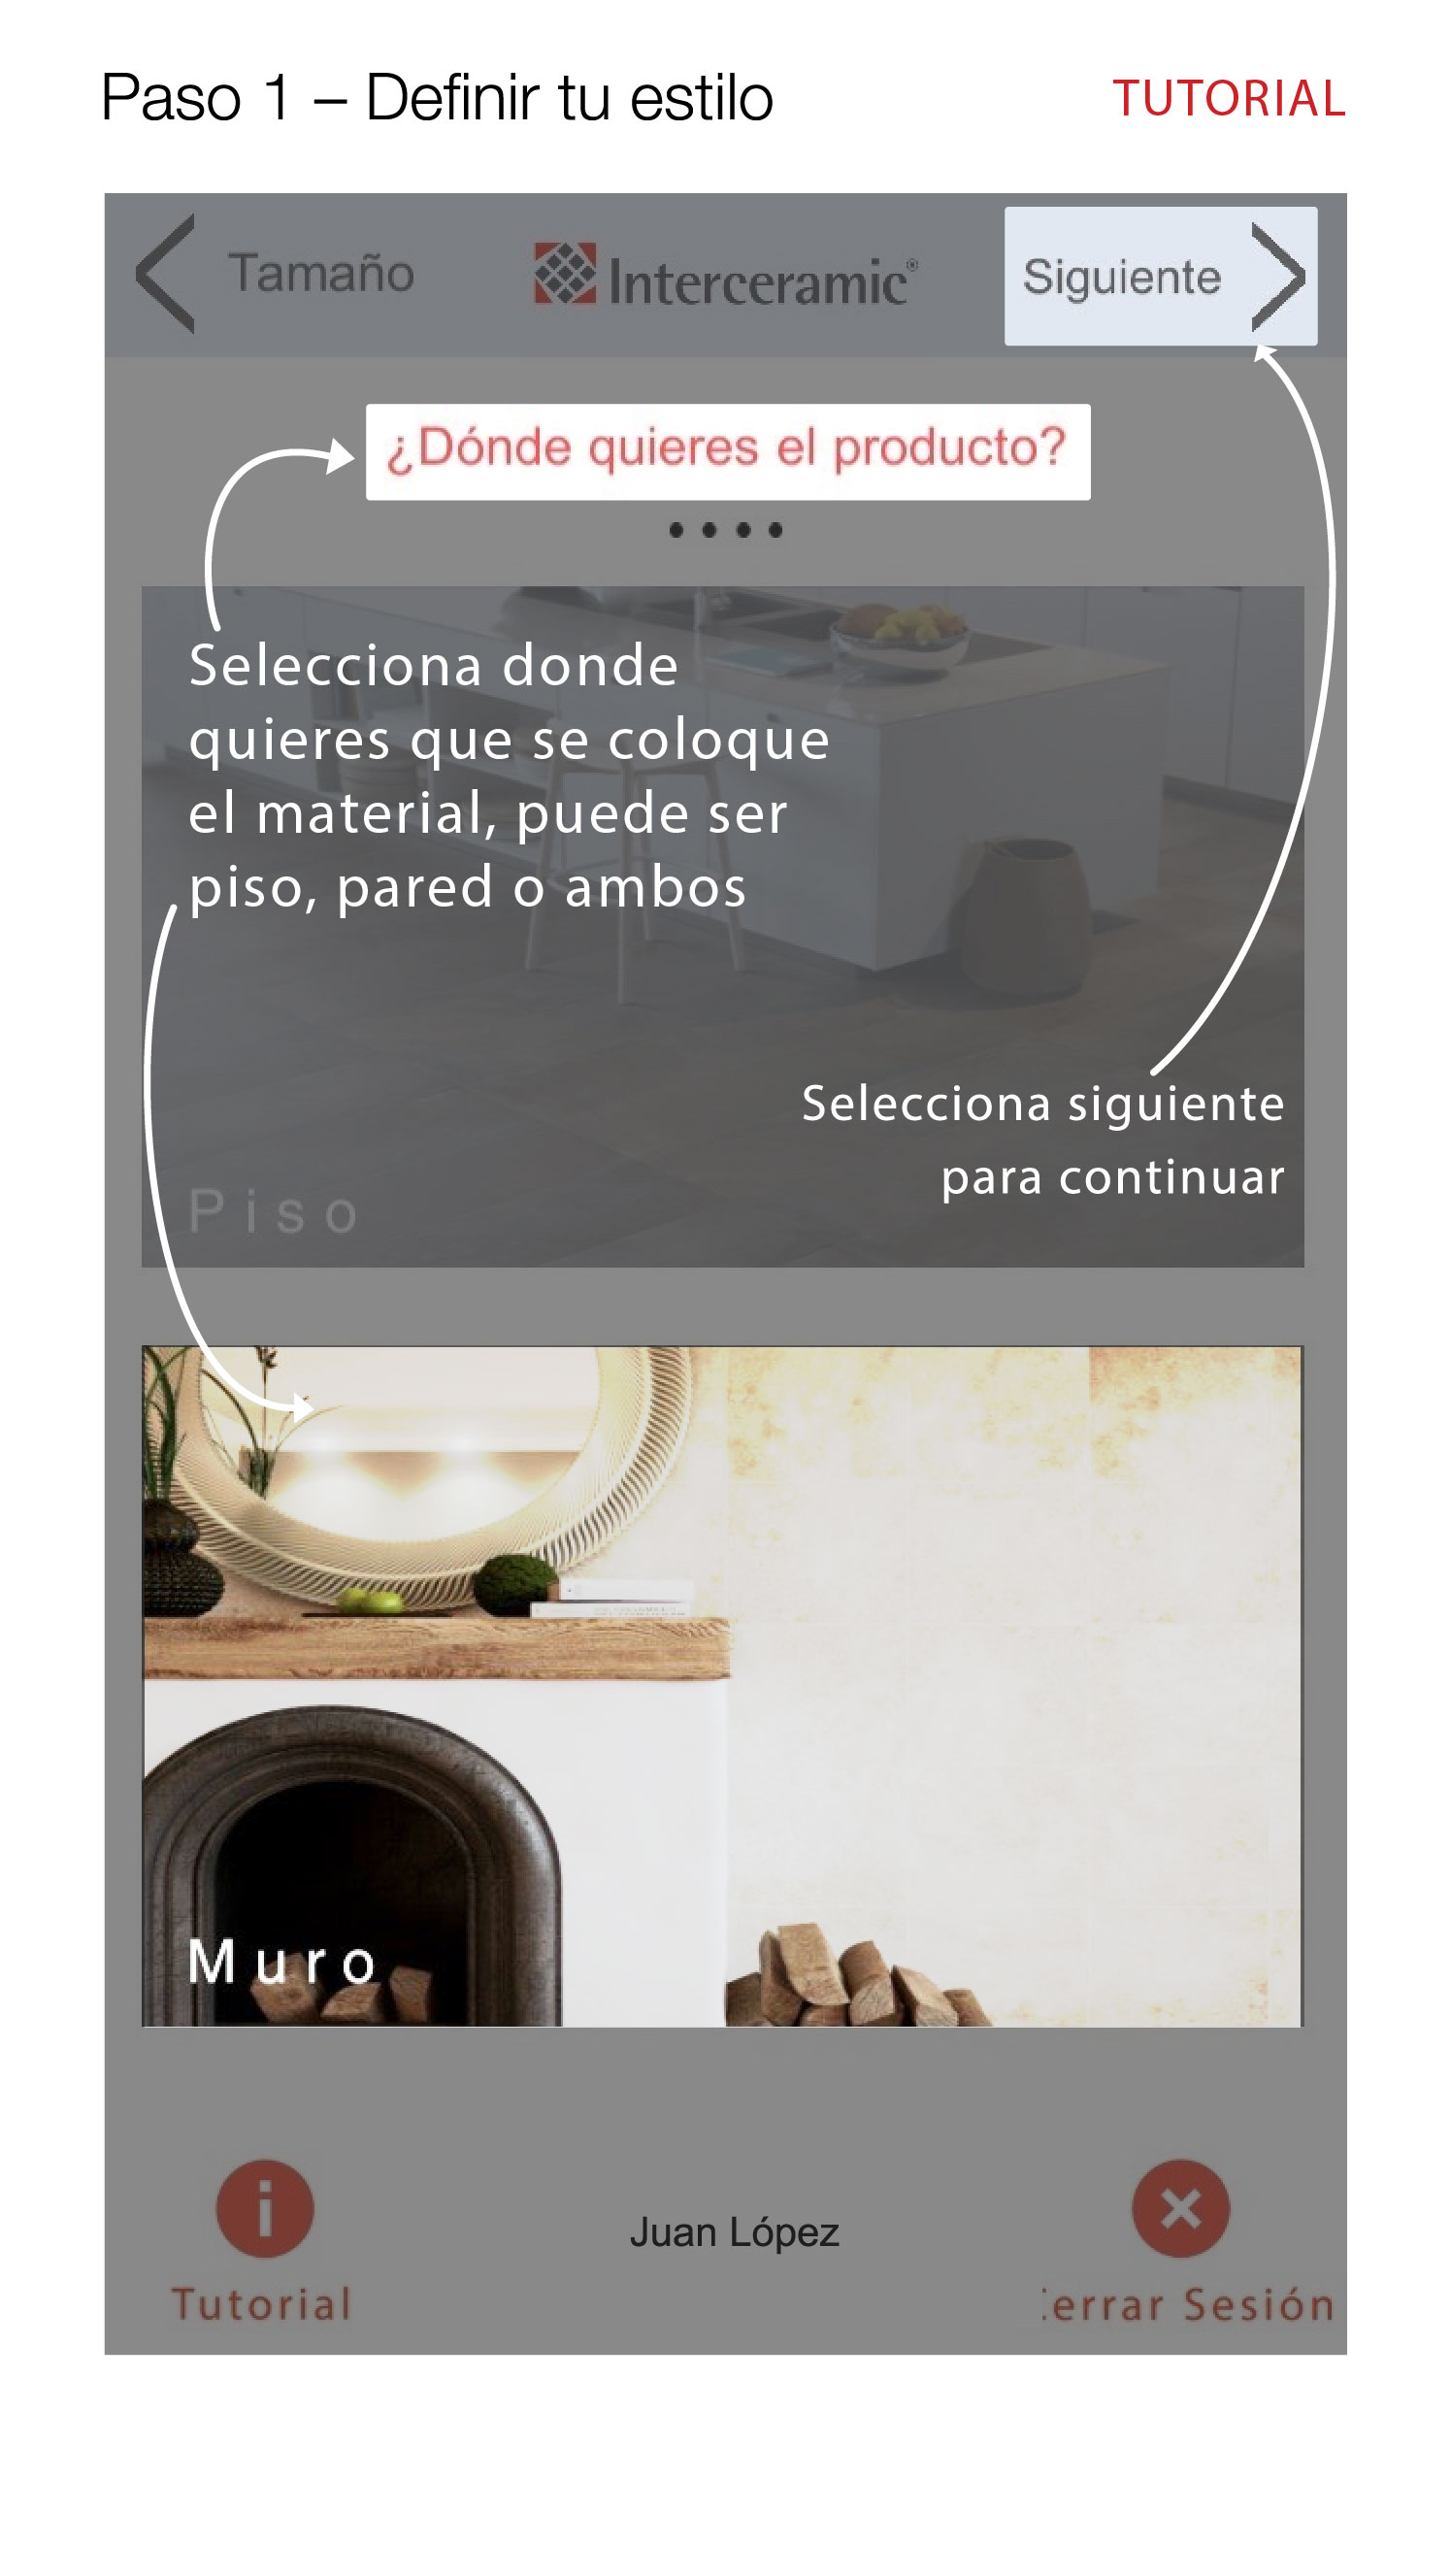 Paso 1 – Definir tu estilo
TUTORIAL
Tamaño
Interceramic®
Siguiente
¿Dónde quieres el producto?
Selecciona donde
quieres que se coloque
el material, puede ser
piso, pared o ambos
Selecciona siguiente
para continuar
Piso
Muro
Juan López
Tutorial
errar Sesión